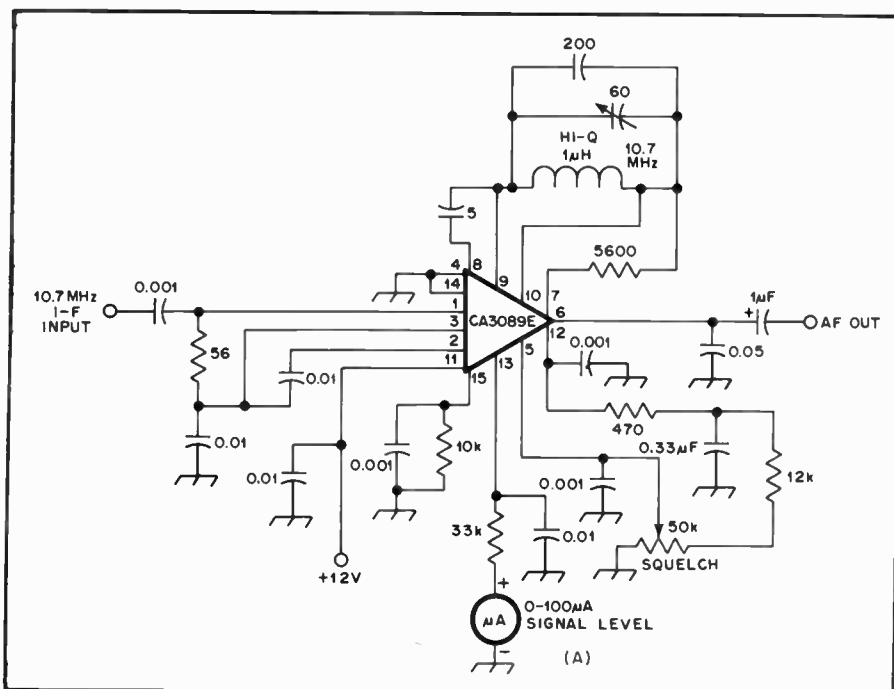 200
60
HI-Q
1µH
10.7
MHz
5
5600
4
8
14
9
10
7
10.7 MHz
I-F
INPUT
0.001
1
3
2
11
CA3089E
6
12
1µF
+
AF OUT
56
0.01
15
13
5
0.001
0.05
470
0.01
0.01
0.001
10k
0.33µF
12k
0.001
33k
0.01
50k
SQUELCH
+12V
+
µA
0-100µA
SIGNAL LEVEL
-
(A)